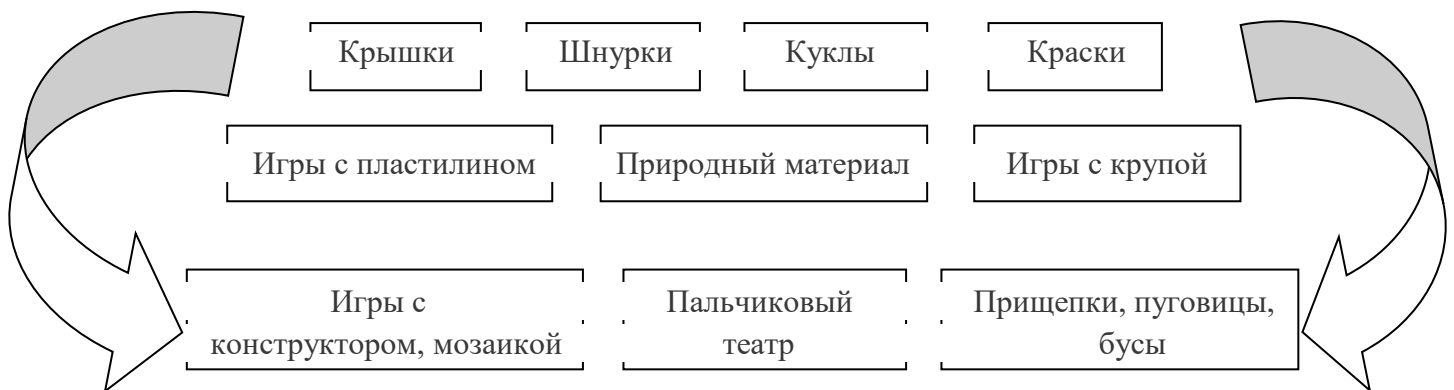 Крышки Шнурки Куклы Краски
Игры с пластилином Природный материал Игры с крупой
Игры с
конструктором, мозаикой
Пальчиковый
театр
Прищепки, пуговицы,
бусы